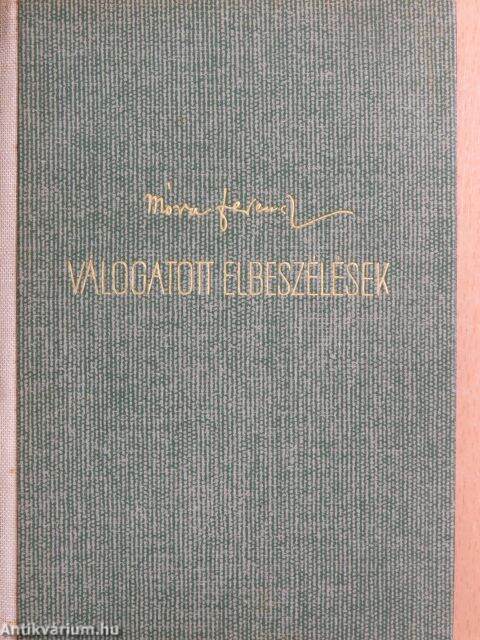 Móra Ferenc
VÁLOGATOTT ELBESZÉLÉSEK
Antikvarium.hu